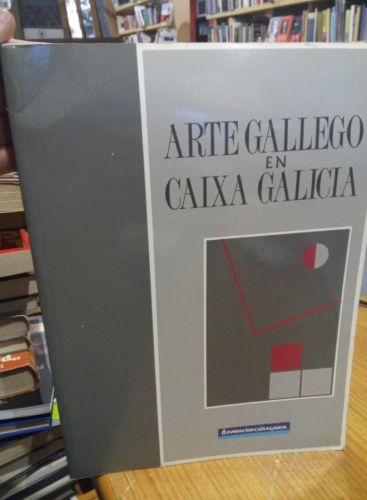 ARTE GALLEGO
EN
CAIXA GALICIA
FUNDACION CAIXA GALICIA